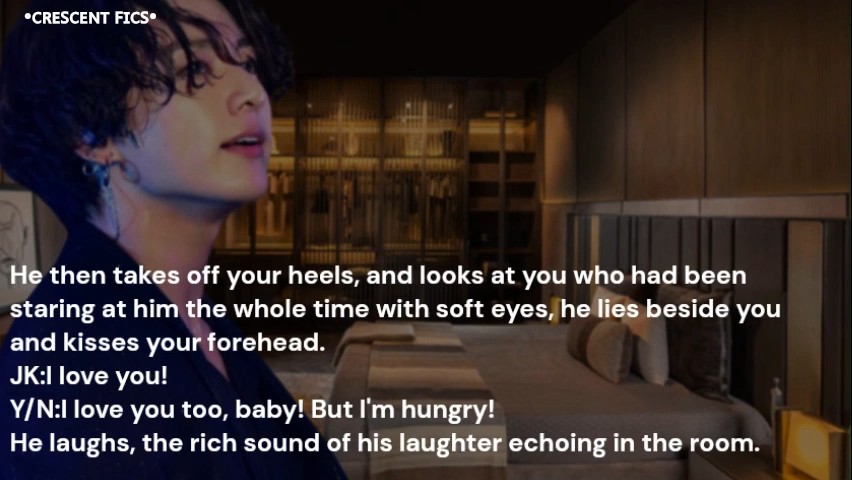 •CRESCENT FICS•
He then takes off your heels, and looks at you who had been
staring at him the whole time with soft eyes, he lies beside you
and kisses your forehead.
JK:I love you!
Y/N:I love you too, baby! But I'm hungry!
He laughs, the rich sound of his laughter echoing in the room.